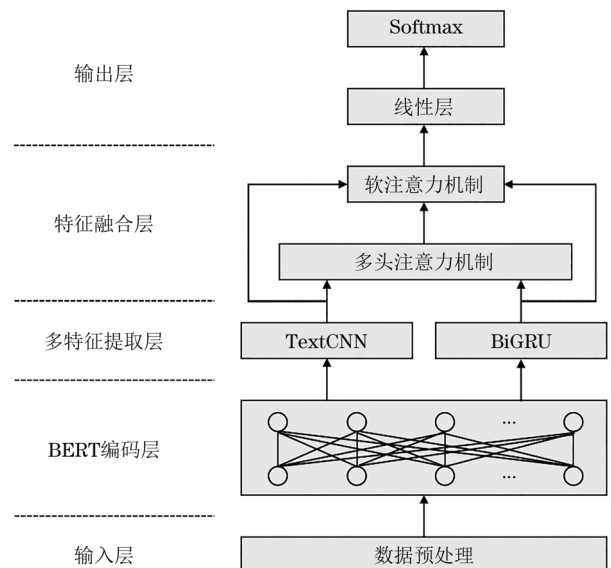 Softmax
输出层
线性层
软注意力机制
特征融合层
多头注意力机制
多特征提取层
TextCNN
BiGRU
...
BERT编码层
...
输入层
数据预处理